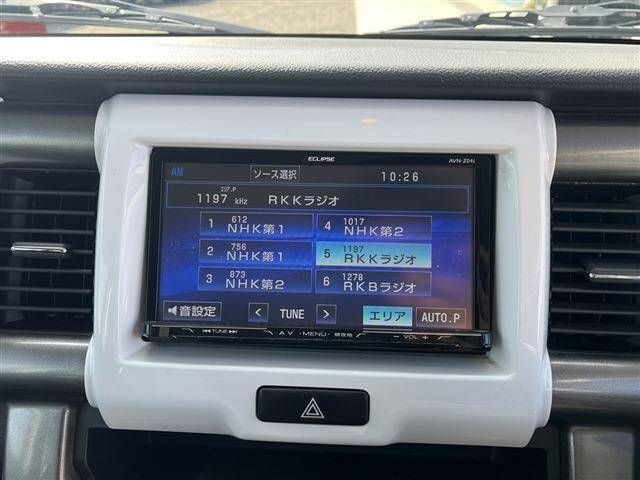 ECLIPSE AVN-Z04i
AM ソース選択 10:26
エリア.P
1197 kHz RKKラジオ
1 612 NHK第1
4 1017 NHK第2
2 756 NHK第1
5 1197 RKKラジオ
3 873 NHK第2
6 1278 RKBラジオ
音設定 < TUNE > エリア AUTO.P
TUNE AV -MENU- 現在地 - VOL +